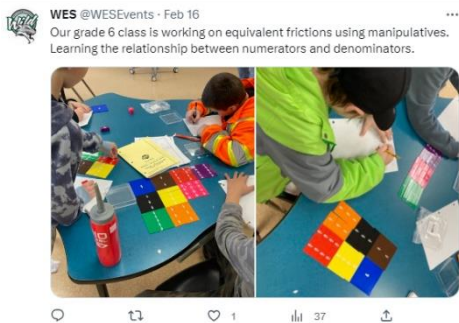 WES @WESEvents · Feb 16
Our grade 6 class is working on equivalent frictions using manipulatives.
Learning the relationship between numerators and denominators.
1
37